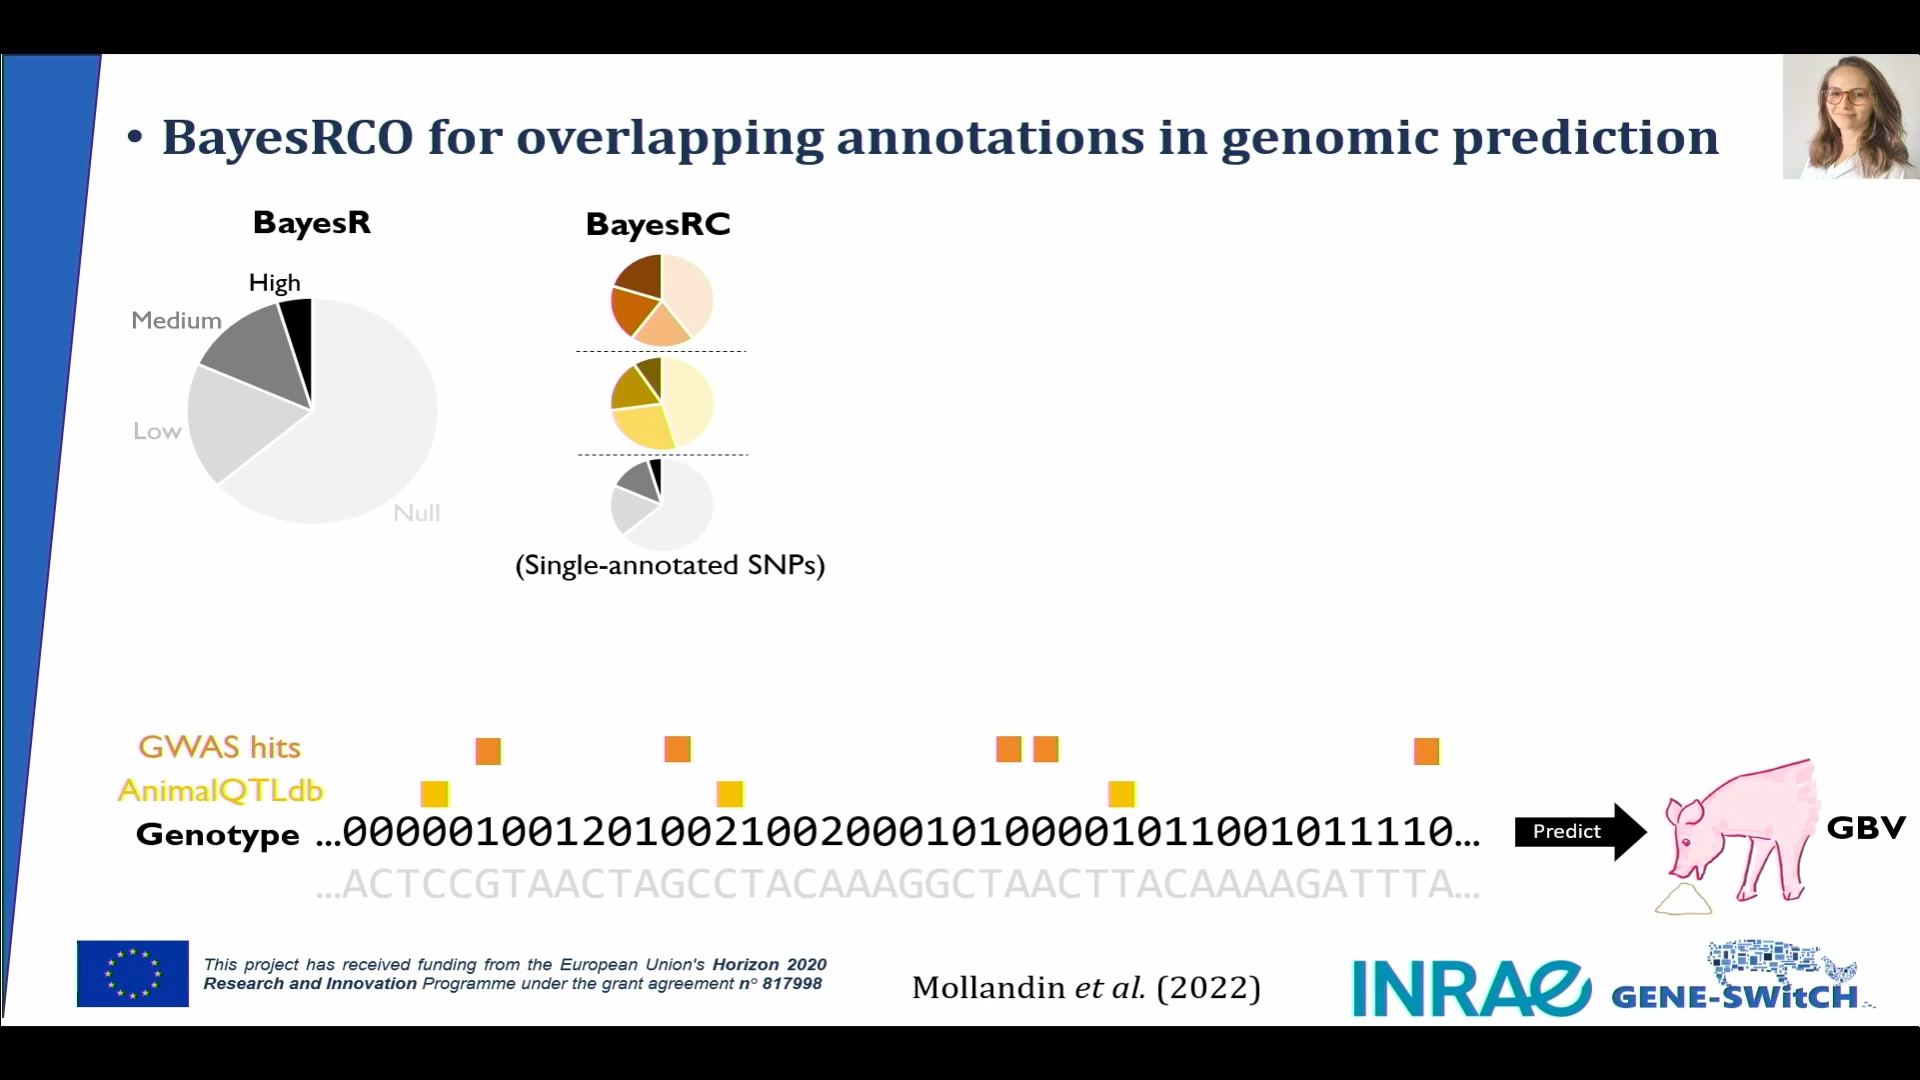 • BayesRCO for overlapping annotations in genomic prediction
BayesR
BayesRC
High
Medium
Low
Null
(Single-annotated SNPs)
GWAS hits
AnimalQTLdb
Genotype ...000001001201002100200010100001011001011110...
Predict
GBV
...ACTCCGTAACTAGCCTACAAAGGCTAACTTACAAAAGATTTA...
This project has received funding from the European Union's Horizon 2020
Research and Innovation Programme under the grant agreement n° 817998
Mollandin et al. (2022)
INRAE
GENE-SWitCH